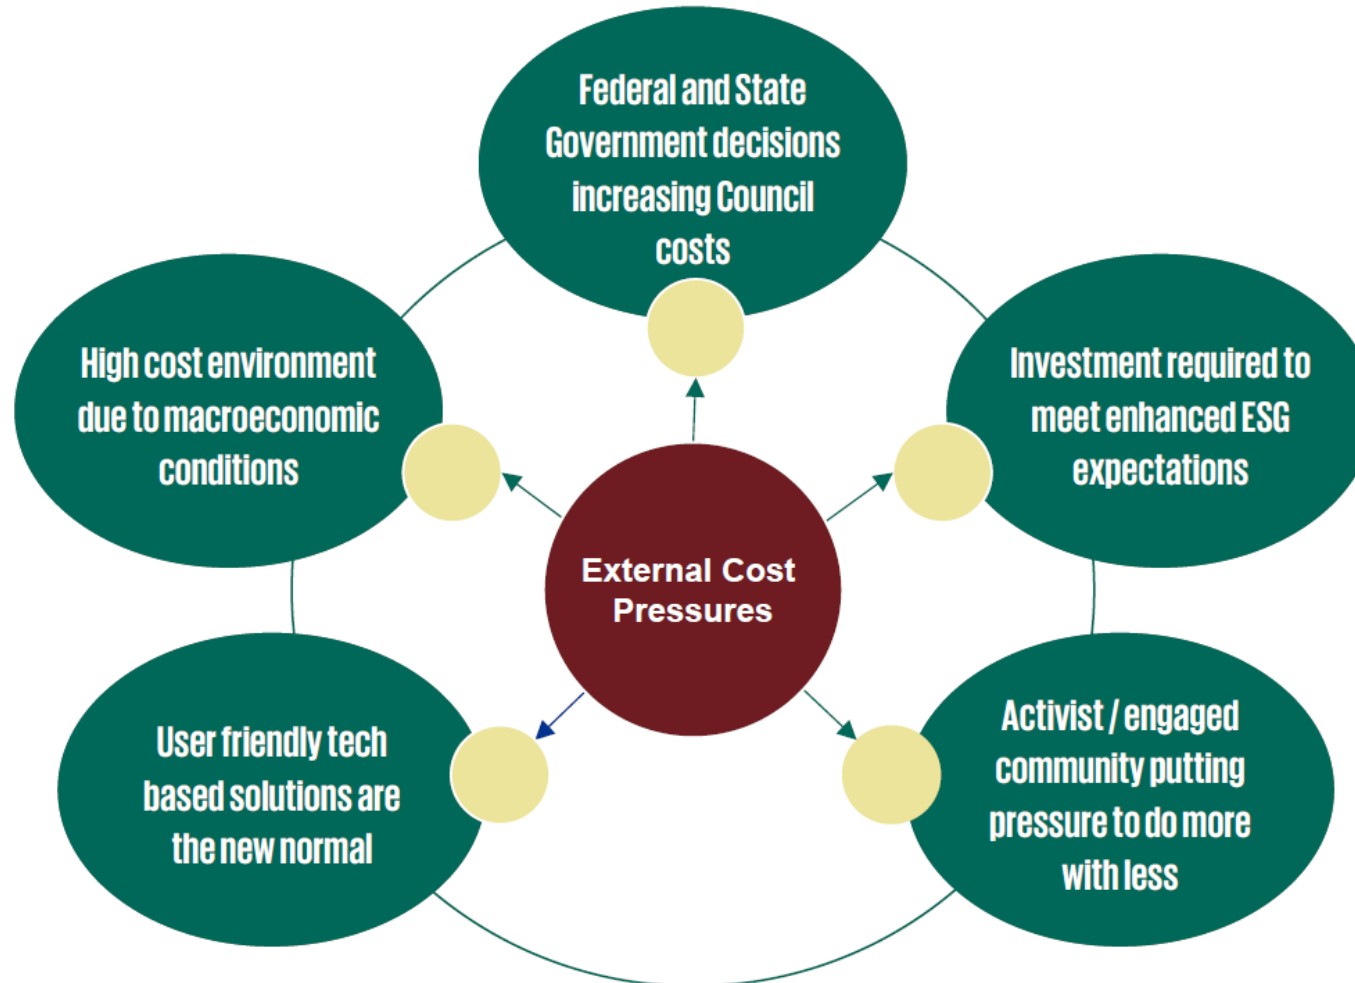 Federal and State
Government decisions
increasing Council
costs
High cost environment
due to macroeconomic
conditions
Investment required to
meet enhanced ESG
expectations
External Cost
Pressures
User friendly tech
based solutions are
the new normal
Activist / engaged
community putting
pressure to do more
with less